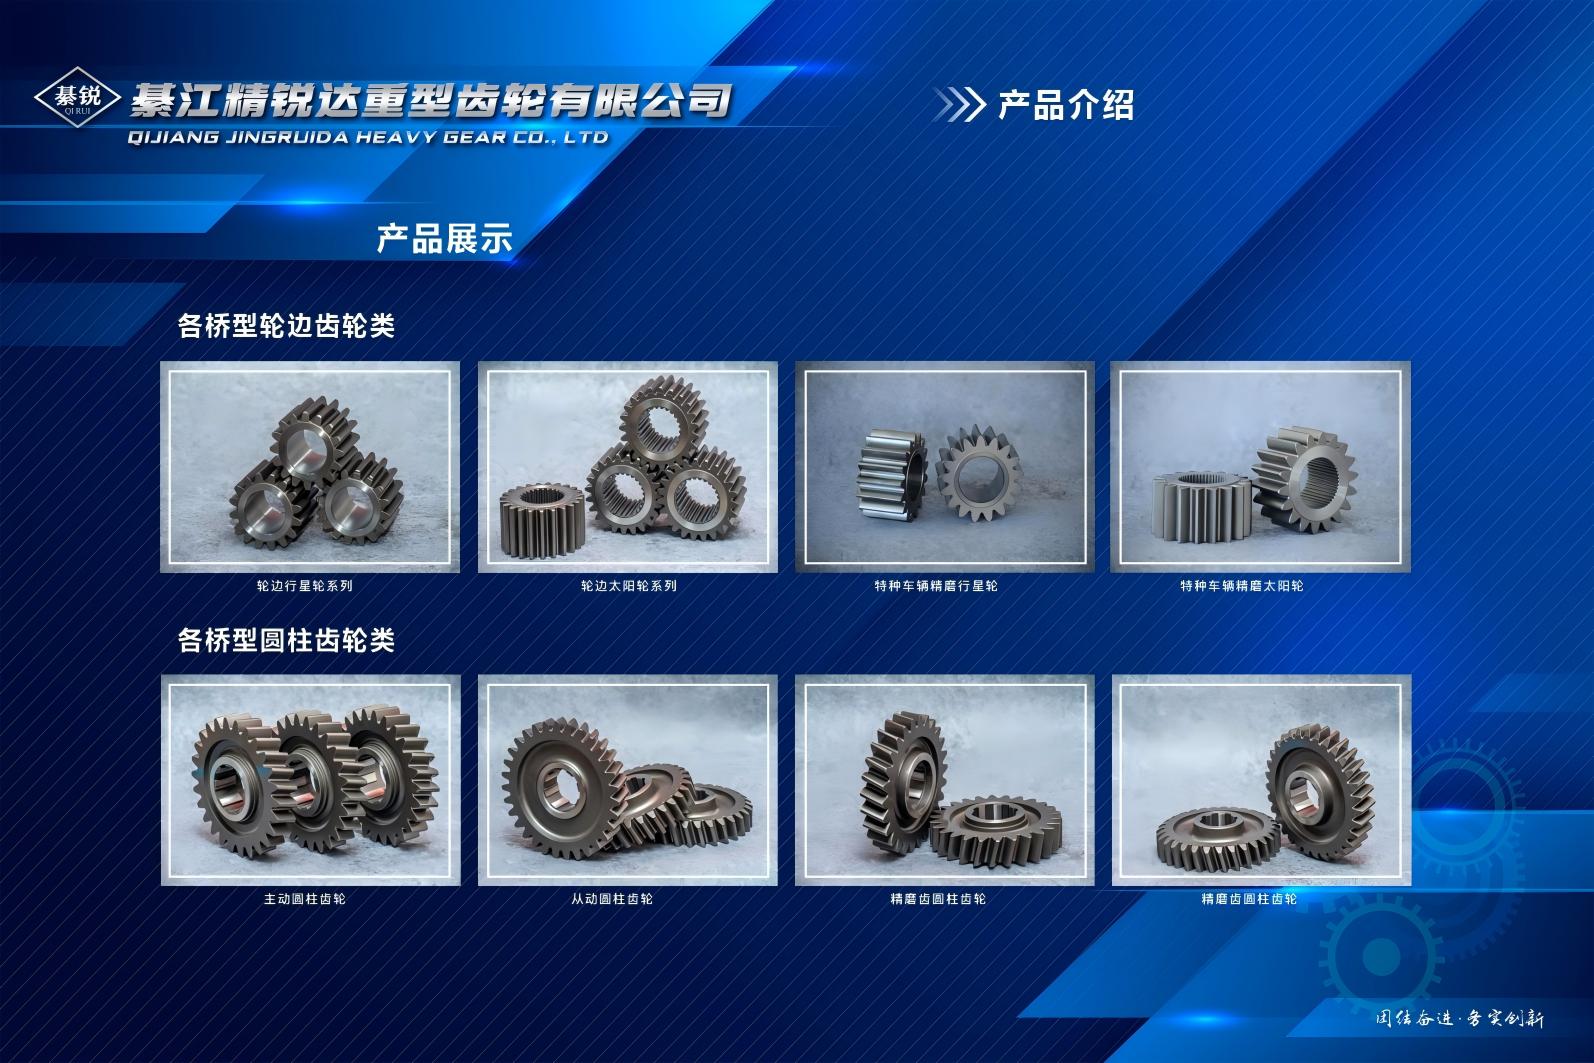 綦锐
QI RUI
綦江精锐达重型齿轮有限公司
QIJIANG JINGRUIDA HEAVY GEAR CO., LTD
产品介绍
产品展示
各桥型轮边齿轮类
轮边行星轮系列
轮边太阳轮系列
特种车辆精磨行星轮
特种车辆精磨太阳轮
各桥型圆柱齿轮类
主动圆柱齿轮
从动圆柱齿轮
精磨齿圆柱齿轮
精磨齿圆柱齿轮
团结奋进·务实创新